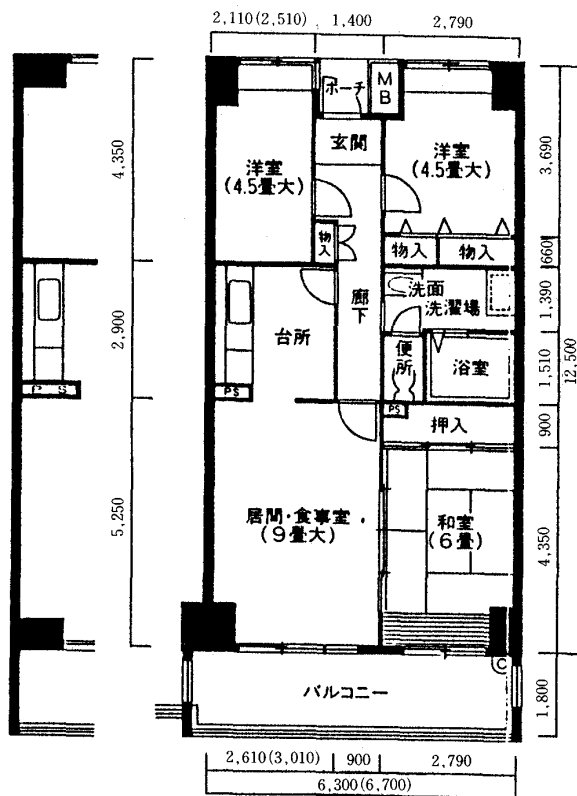 2,110(2,510)
1,400
2,790
ポーチ
M
B
玄関
洋室
(4.5畳大)
洋室
(4.5畳大)
4,350
3,690
物入
物入
物入
660
洗面
洗濯場
1,390
廊
下
台所
2,900
便
所
浴室
1,510
12,500
PS
PS
PS
押入
900
居間・食事室
(9畳大)
和室
(6畳)
5,250
4,350
C
バルコニー
1,800
2,610(3,010)
900
2,790
6,300(6,700)